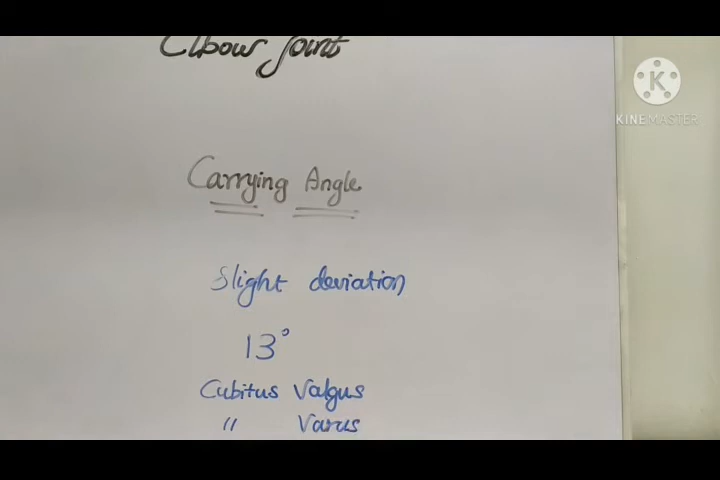 Elbow joint
KINEMASTER
Carrying Angle
Slight deviation
13°
Cubitus Valgus
" Varus